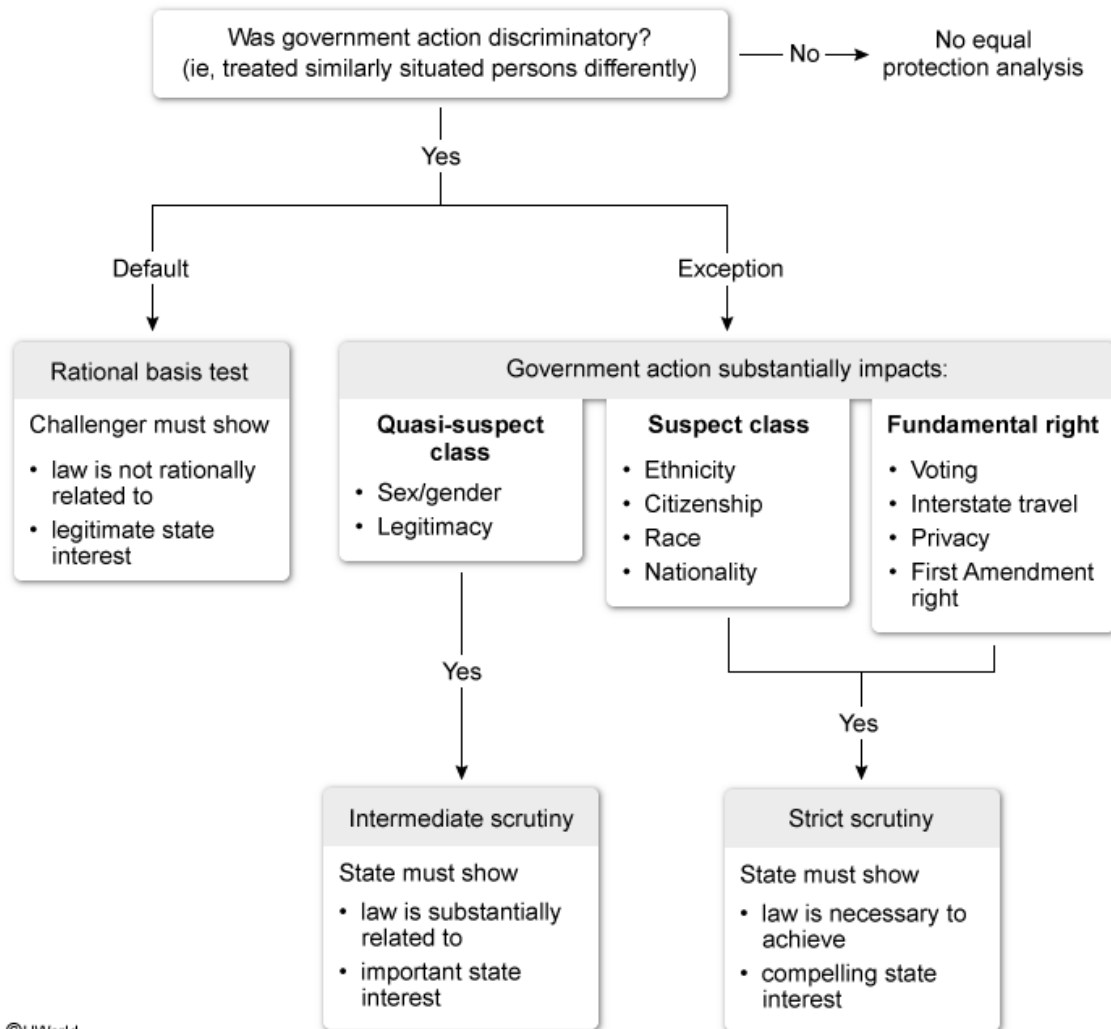 Was government action discriminatory?
(ie, treated similarly situated persons differently)
No
No equal
protection analysis
Yes
Default
Exception
Rational basis test
Challenger must show
• law is not rationally
related to
• legitimate state
interest
Government action substantially impacts:
Quasi-suspect
class
• Sex/gender
• Legitimacy
Suspect class
• Ethnicity
• Citizenship
• Race
• Nationality
Fundamental right
• Voting
• Interstate travel
• Privacy
• First Amendment
right
Yes
Yes
Intermediate scrutiny
State must show
• law is substantially
related to
• important state
interest
Strict scrutiny
State must show
• law is necessary to
achieve
• compelling state
interest
©UWorld